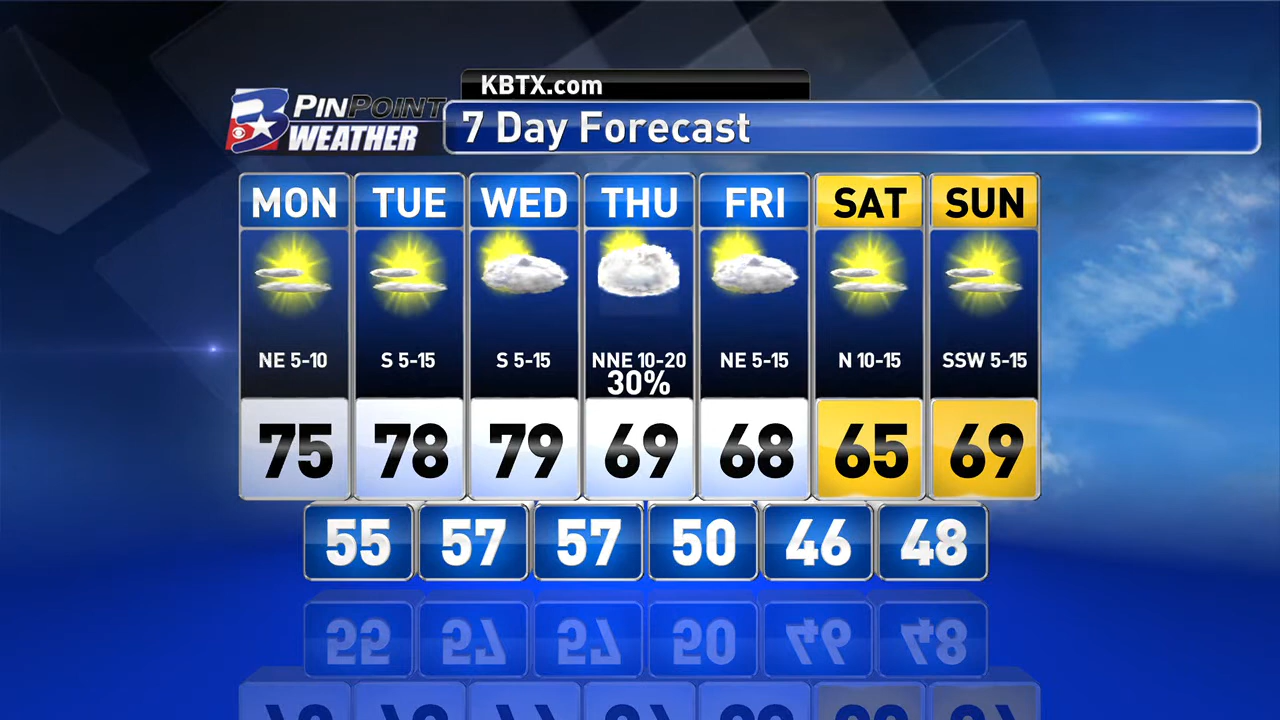 KBTX.com
3 PINPOINT
WEATHER
7 Day Forecast
MON TUE WED THU FRI SAT SUN
NE 5-10 S 5-15 S 5-15 NNE 10-20 NE 5-15 N 10-15 SSW 5-15
30%
75 78 79 69 68 65 69
55 57 57 50 46 48